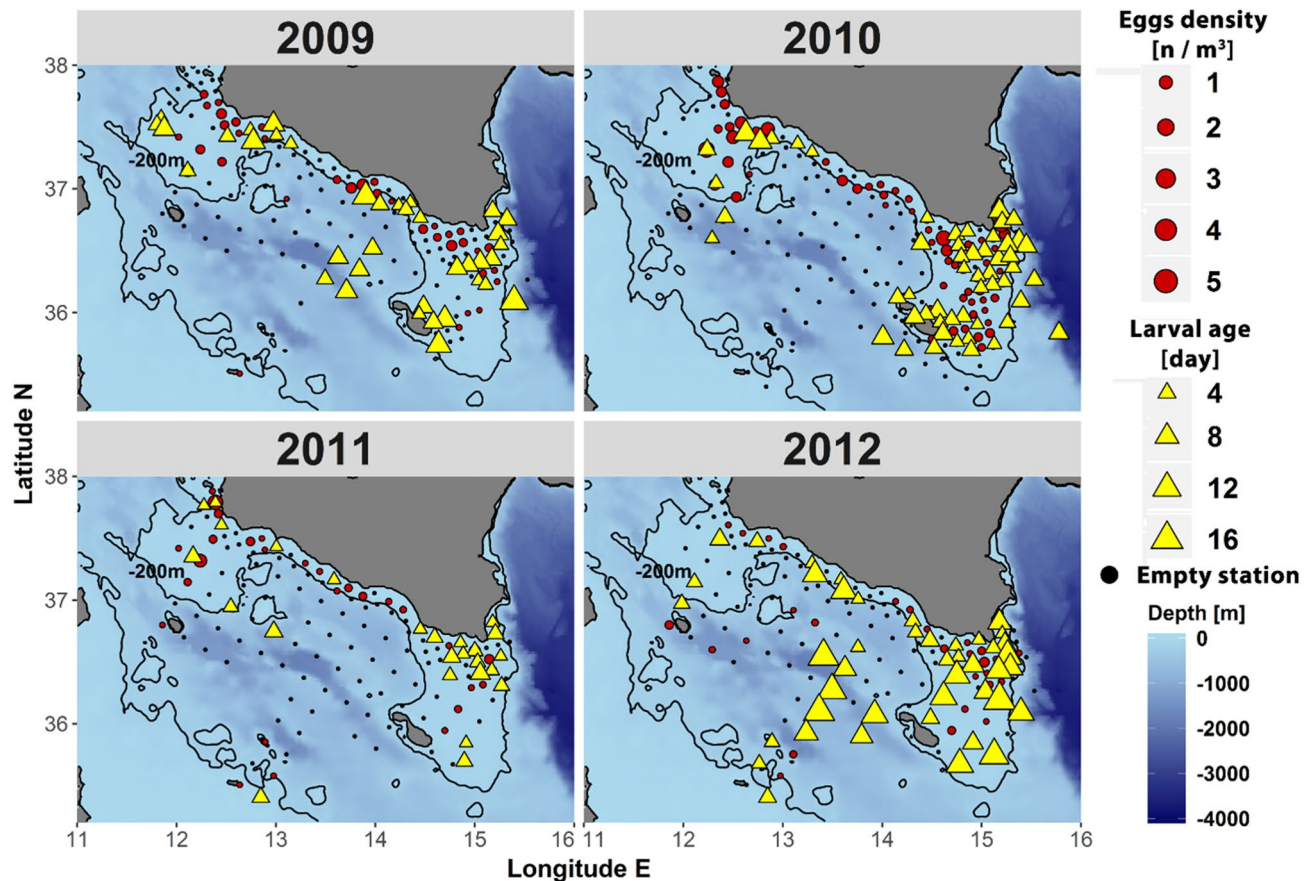 2009
2010
38
37
36
-200m
-200m
2011
2012
38
37
36
-200m
-200m
11 12 13 14 15 16
11 12 13 14 15 16
Latitude N
Longitude E
Eggs density
[n / m³]
1
2
3
4
5
Larval age
[day]
4
8
12
16
Empty station
Depth [m]
0
-1000
-2000
-3000
-4000